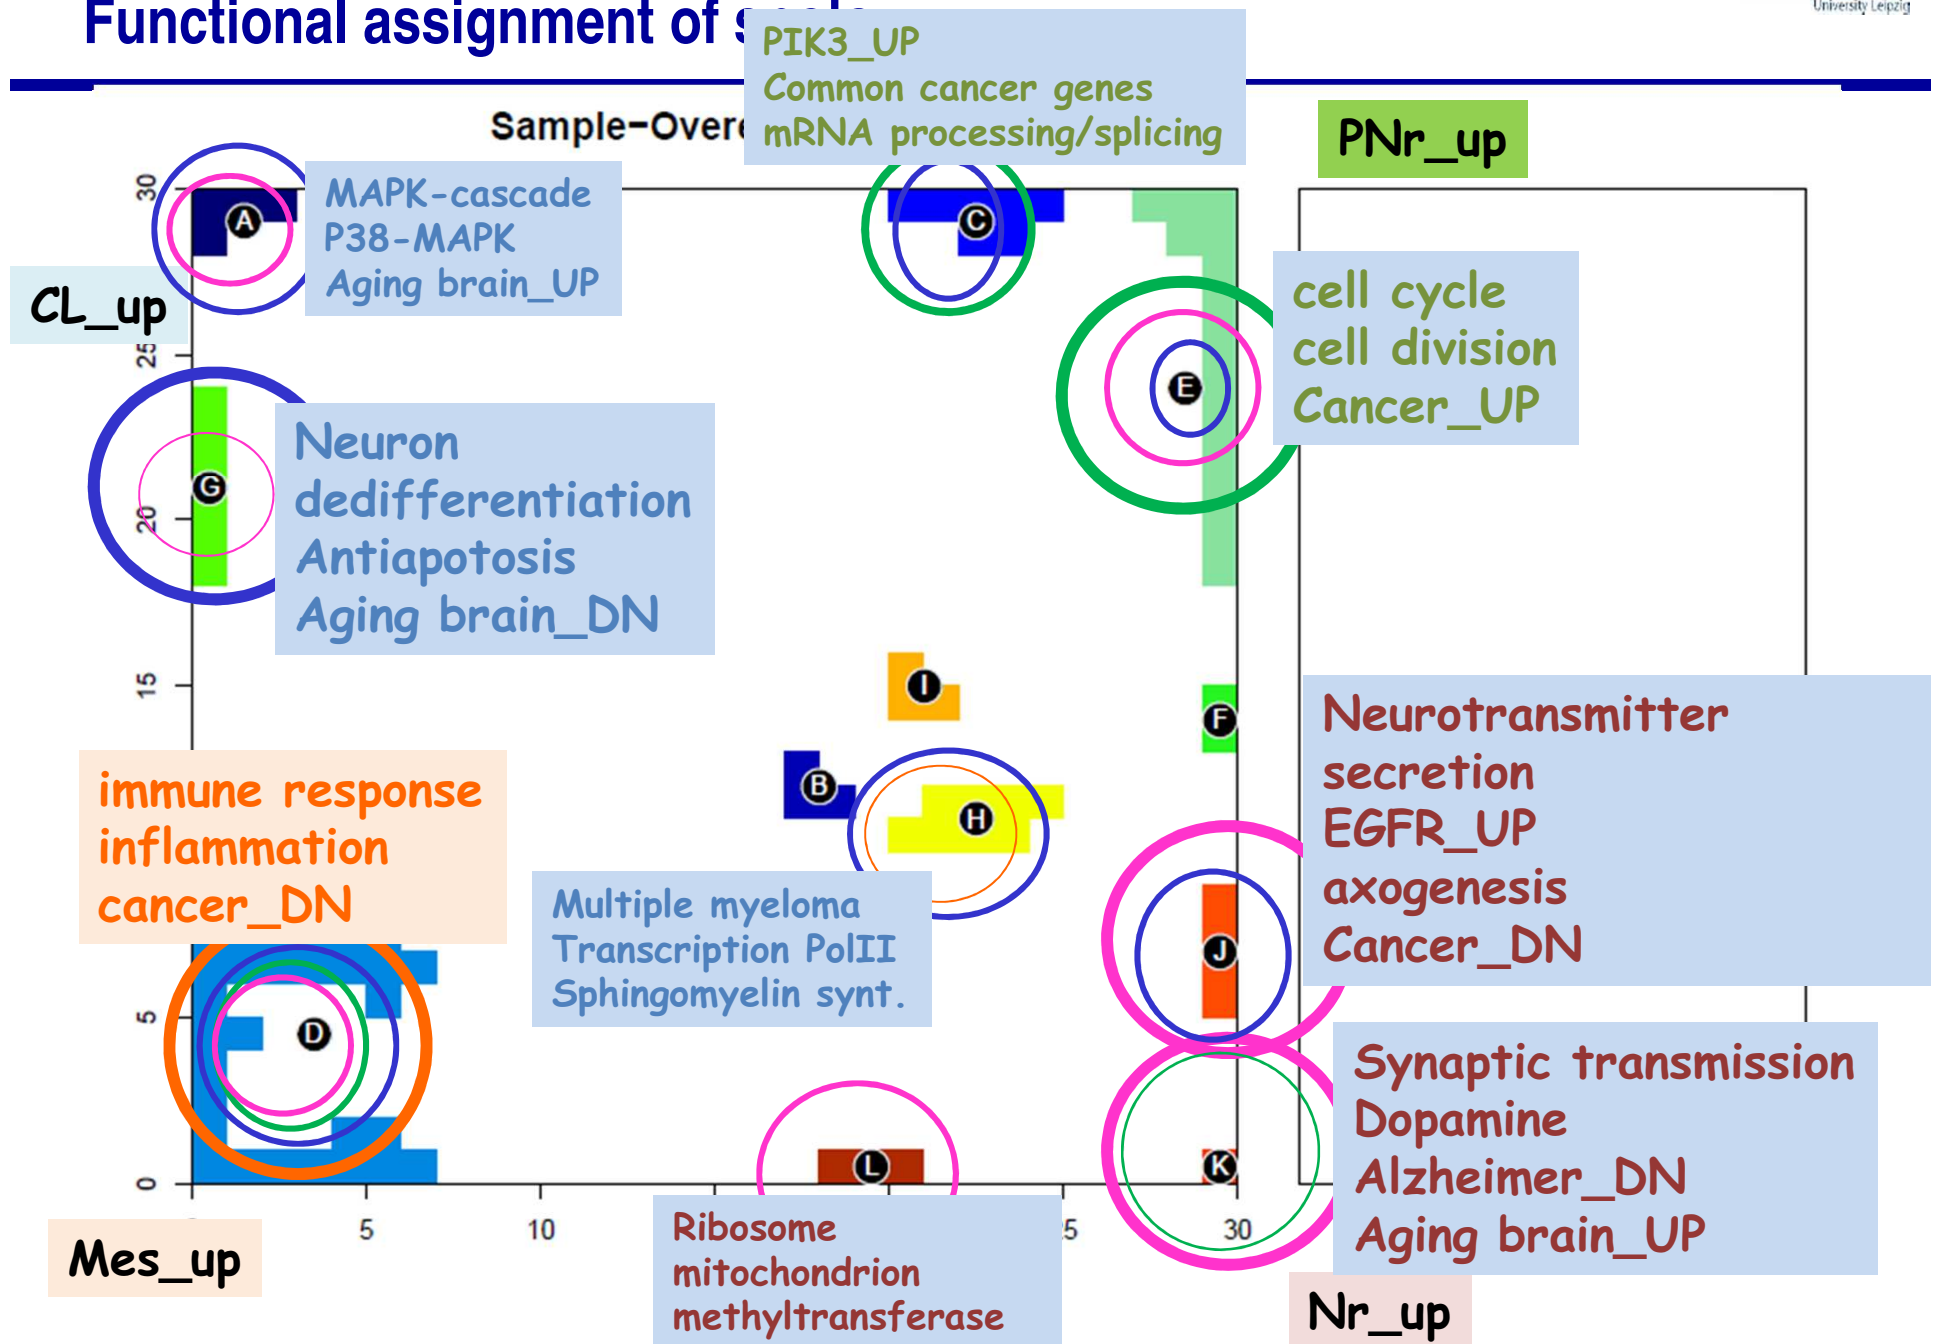 Functional assignment of
University Leipzig
PIK3_UP
Common cancer genes
mRNA processing/splicing
PNr_up
A
MAPK-cascade
P38-MAPK
Aging brain_UP
C
30
CL_up
25
cell cycle
cell division
Cancer_UP
E
G
Neuron
dedifferentiation
Antiapotosis
Aging brain_DN
20
15
I
F
Neurotransmitter
secretion
EGFR_UP
axogenesis
Cancer_DN
immune response
inflammation
cancer_DN
B
H
Multiple myeloma
Transcription PolII
Sphingomyelin synt.
J
5
D
Synaptic transmission
Dopamine
Alzheimer_DN
Aging brain_UP
L
K
0
5
10
30
Mes_up
Ribosome
mitochondrion
methyltransferase
Nr_up